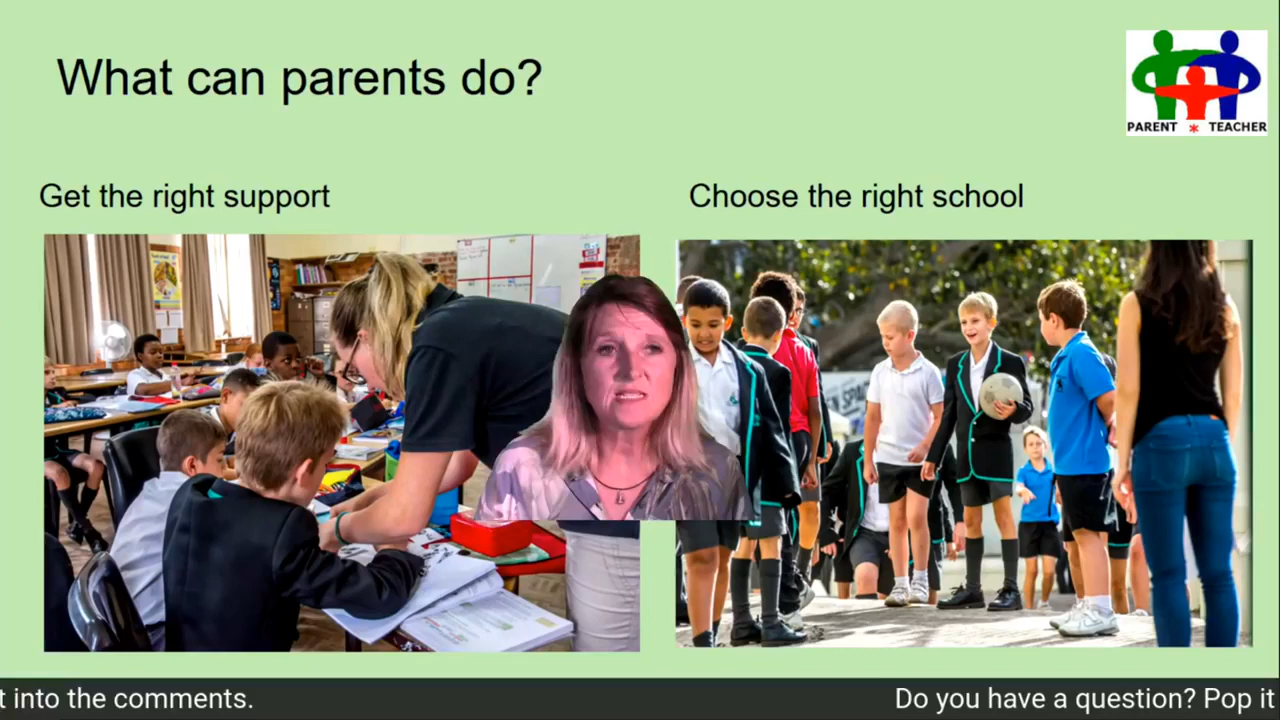 What can parents do?
PARENT * TEACHER
Get the right support
Choose the right school
t into the comments.
Do you have a question? Pop it